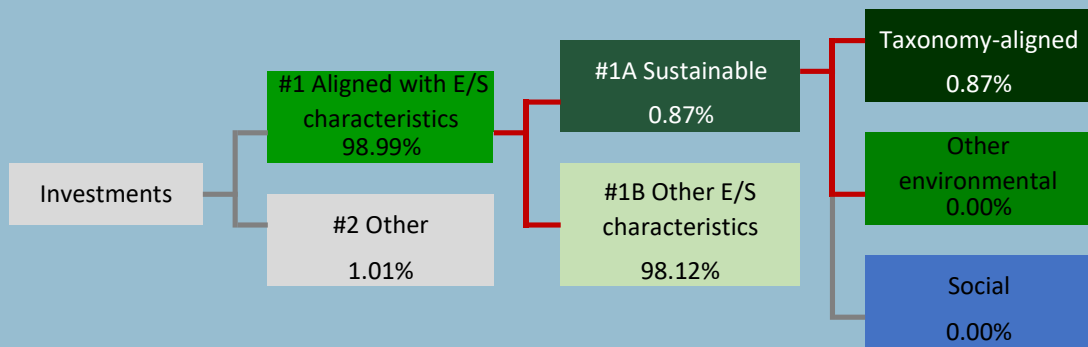 Investments
#1 Aligned with E/S
characteristics
98.99%
#2 Other
1.01%
#1A Sustainable
0.87%
#1B Other E/S
characteristics
98.12%
Taxonomy-aligned
0.87%
Other
environmental
0.00%
Social
0.00%